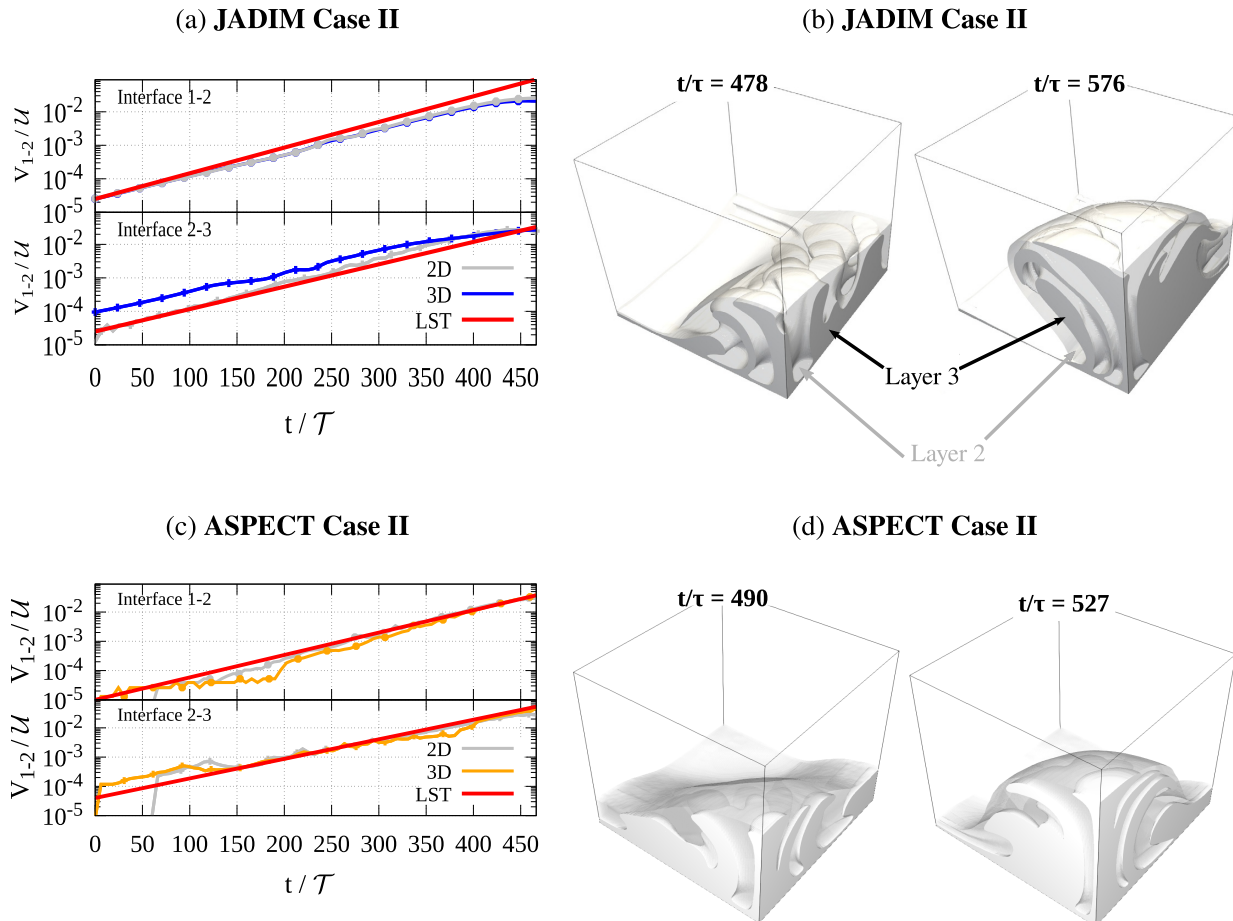 (a) JADIM Case II
Interface 1-2
V1-2 / U
10-2
10-3
10-4
10-5
Interface 2-3
V1-2 / U
10-5
10-2
10-3
10-4
10-5
2D
3D
LST
0 50 100 150 200 250 300 350 400 450
t / T
(b) JADIM Case II
t/τ = 478
t/τ = 576
Layer 3
Layer 2
(c) ASPECT Case II
Interface 1-2
V1-2 / U
10-2
10-3
10-4
10-5
Interface 2-3
V1-2 / U
10-2
10-3
10-4
10-5
2D
3D
LST
0 50 100 150 200 250 300 350 400 450
t / T
(d) ASPECT Case II
t/τ = 490
t/τ = 527